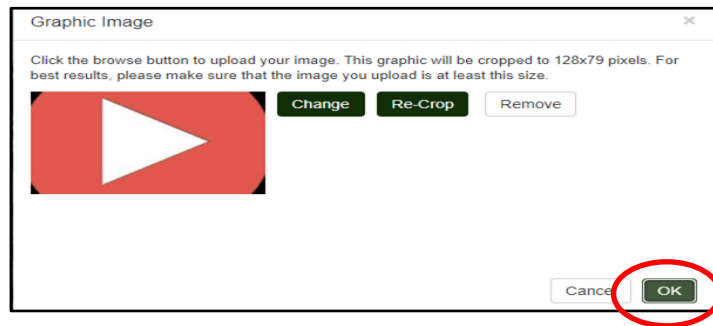 Graphic Image
×
Click the browse button to upload your image. This graphic will be cropped to 128x79 pixels. For
best results, please make sure that the image you upload is at least this size.
Change Re-Crop Remove
Cance OK